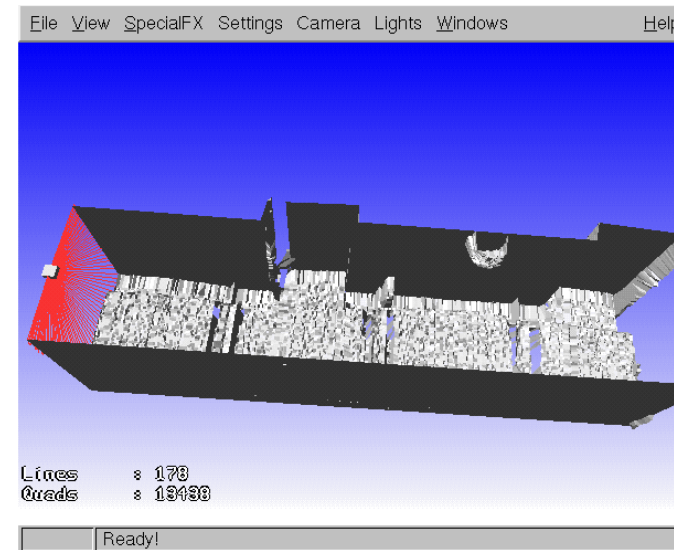 File View SpecialFX Settings Camera Lights Windows Help
Lines : 178
Quads : 13438
Ready!